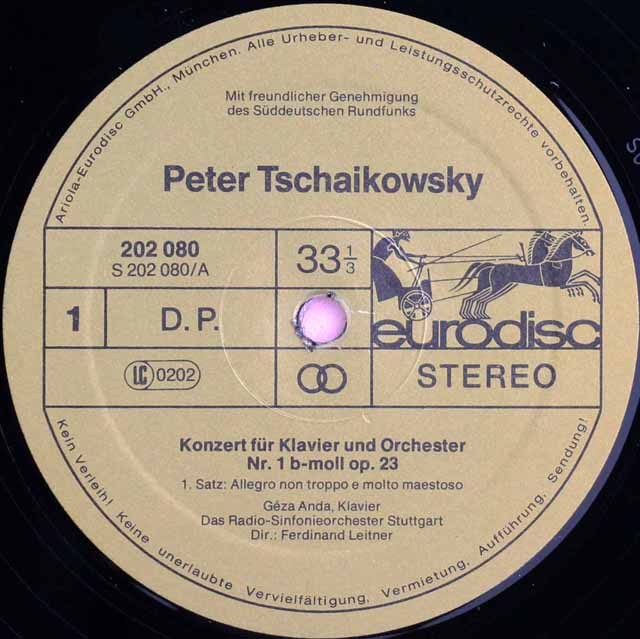 Ariola-Eurodisc GmbH., München. Alle Urheber- und Leistungsschutzrechte vorbehalten.
Mit freundlicher Genehmigung
des Süddeutschen Rundfunks
Peter Tschaikowsky
202 080
S 202 080/A
33 1/3
1
D. P.
eurodisc
LC 0202
STEREO
Konzert für Klavier und Orchester
Nr. 1 b-moll op. 23
1. Satz: Allegro non troppo e molto maestoso
Géza Anda, Klavier
Das Radio-Sinfonieorchester Stuttgart
Dir.: Ferdinand Leitner
Kein Verleih! Keine unerlaubte Vervielfältigung, Vermietung, Aufführung, Sendung!